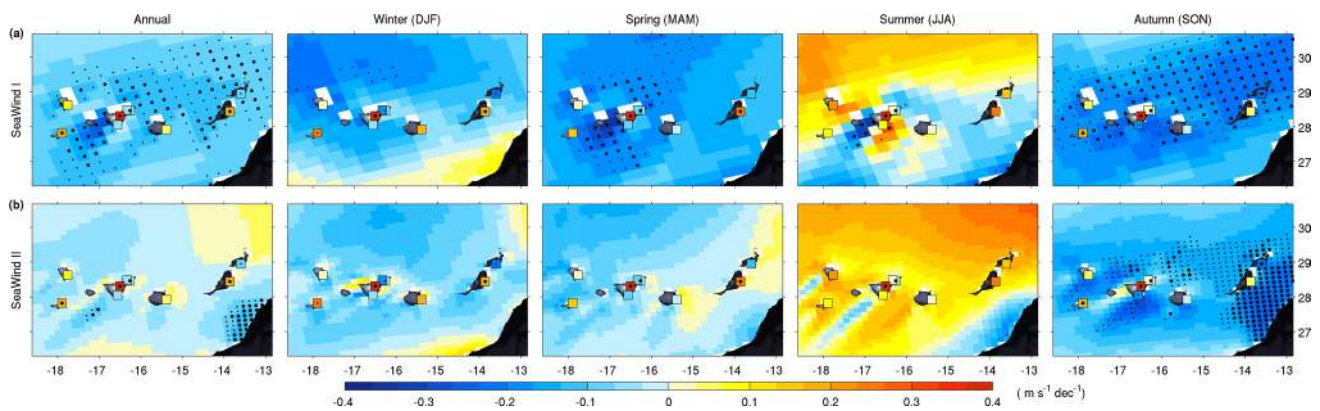 Annual Winter (DJF) Spring (MAM) Summer (JJA) Autumn (SON)
(a)
SeaWind I
30
29
28
27
(b)
SeaWind II
30
29
28
27
-18 -17 -16 -15 -14 -13 -18 -17 -16 -15 -14 -13 -18 -17 -16 -15 -14 -13 -18 -17 -16 -15 -14 -13 -18 -17 -16 -15 -14 -13
-0.4 -0.3 -0.2 -0.1 0 0.1 0.2 0.3 0.4 ( m s⁻¹ dec⁻¹)